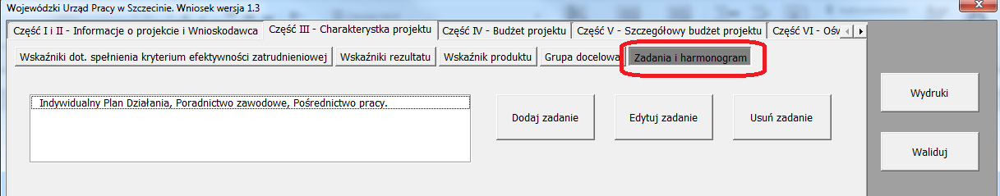 Wojewódzki Urząd Pracy w Szczecinie. Wniosek wersja 1.3
Część I i II - Informacje o projekcie i Wnioskodawca
Część III - Charakterystka projektu
Część IV - Budżet projektu
Część V - Szczegółowy budżet projektu
Część VI - Ośw
Wskaźniki dot. spełnienia kryterium efektywności zatrudnieniowej
Wskaźniki rezultatu
Wskaźnik produktu
Grupa docelowa
Zadania i harmonogram
Indywidualny Plan Działania, Poradnictwo zawodowe, Pośrednictwo pracy.
Dodaj zadanie
Edytuj zadanie
Usuń zadanie
Wydruki
Waliduj